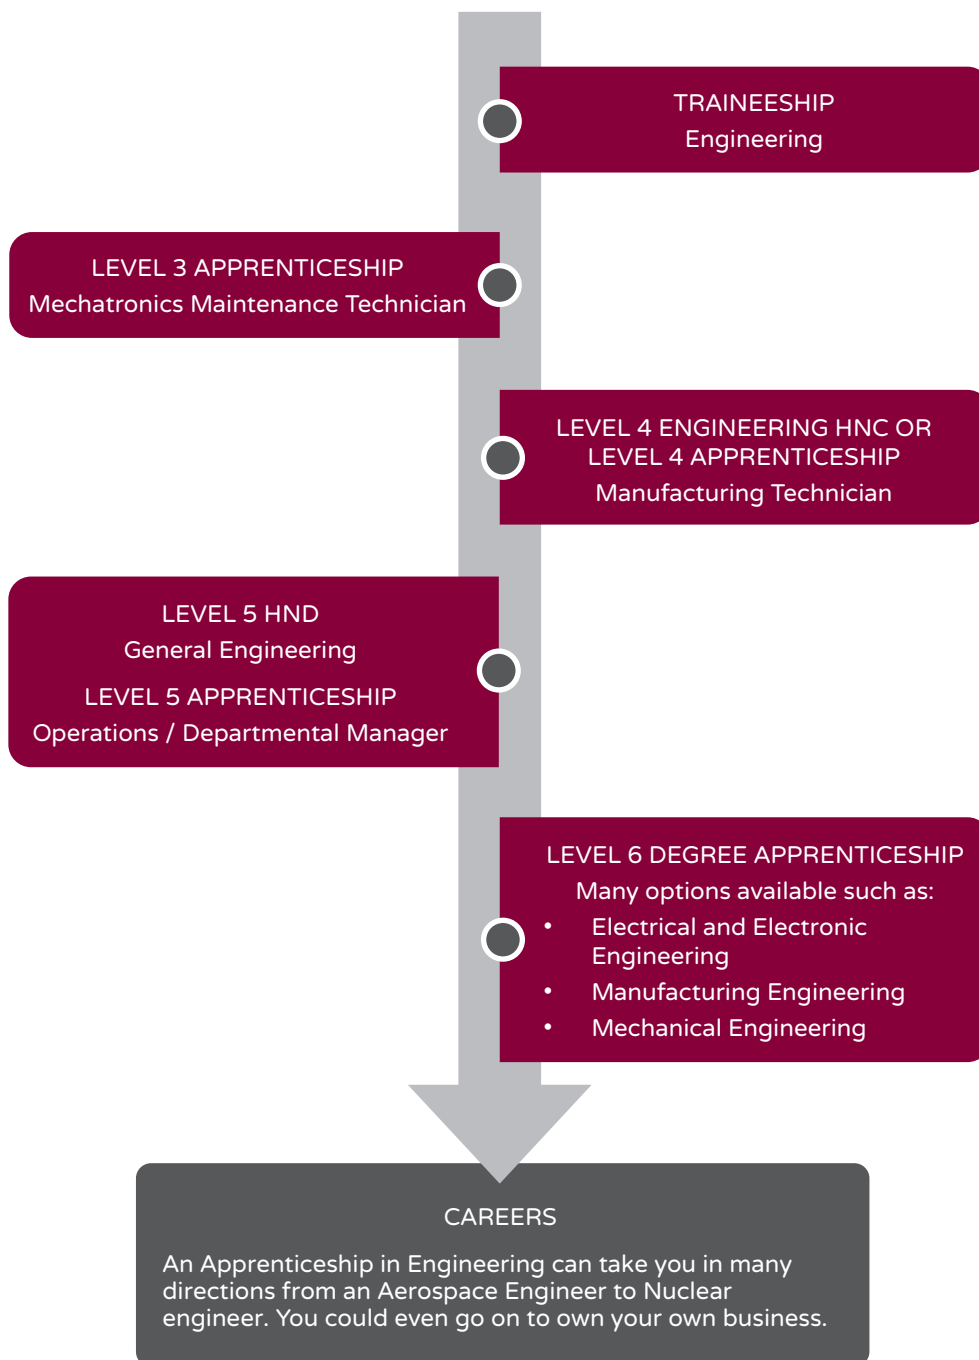 TRAINEESHIP
Engineering
LEVEL 3 APPRENTICESHIP
Mechatronics Maintenance Technician
LEVEL 4 ENGINEERING HNC OR
LEVEL 4 APPRENTICESHIP
Manufacturing Technician
LEVEL 5 HND
General Engineering
LEVEL 5 APPRENTICESHIP
Operations / Departmental Manager
LEVEL 6 DEGREE APPRENTICESHIP
Many options available such as:
• Electrical and Electronic
Engineering
• Manufacturing Engineering
• Mechanical Engineering
CAREERS
An Apprenticeship in Engineering can take you in many
directions from an Aerospace Engineer to Nuclear
engineer. You could even go on to own your own business.